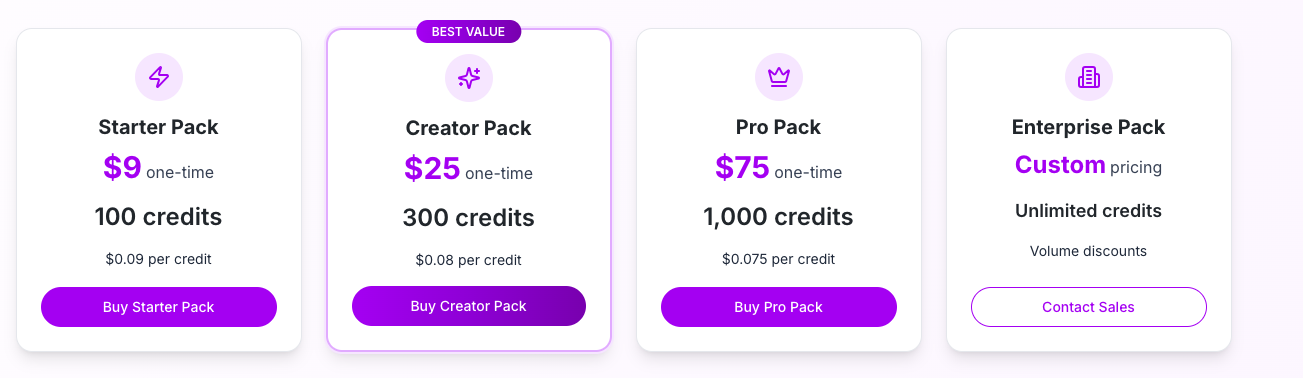 BEST VALUE
Starter Pack
$9 one-time
100 credits
$0.09 per credit
Buy Starter Pack
Creator Pack
$25 one-time
300 credits
$0.08 per credit
Buy Creator Pack
Pro Pack
$75 one-time
1,000 credits
$0.075 per credit
Buy Pro Pack
Enterprise Pack
Custom pricing
Unlimited credits
Volume discounts
Contact Sales